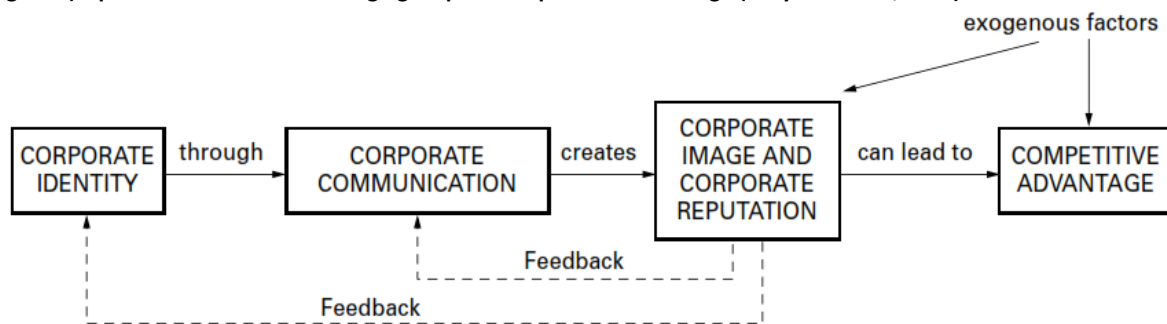 exogenous factors
CORPORATE
IDENTITY
through
CORPORATE
COMMUNICATION
creates
CORPORATE
IMAGE AND
CORPORATE
REPUTATION
can lead to
COMPETITIVE
ADVANTAGE
Feedback
Feedback